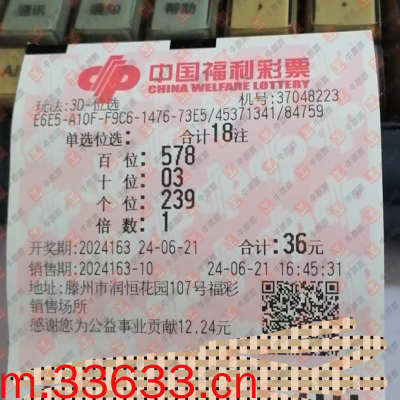 中国福利彩票
CHINA WELFARE LOTTERY
玩法:3D-位选 机号:37048223
E6E5-A10F-F9C6-1476-73E5/45371341/84759
单选位选: 合计18注
百 位: 578
十 位: 03
个 位: 239
倍 数: 1
开奖期:2024163 24-06-21 合计:36元
销售期:2024163-10 24-06-21 16:45:31
地址:滕州市润恒花园107号福彩
销售场所
感谢您为公益事业贡献12.24元
m.33633.cn